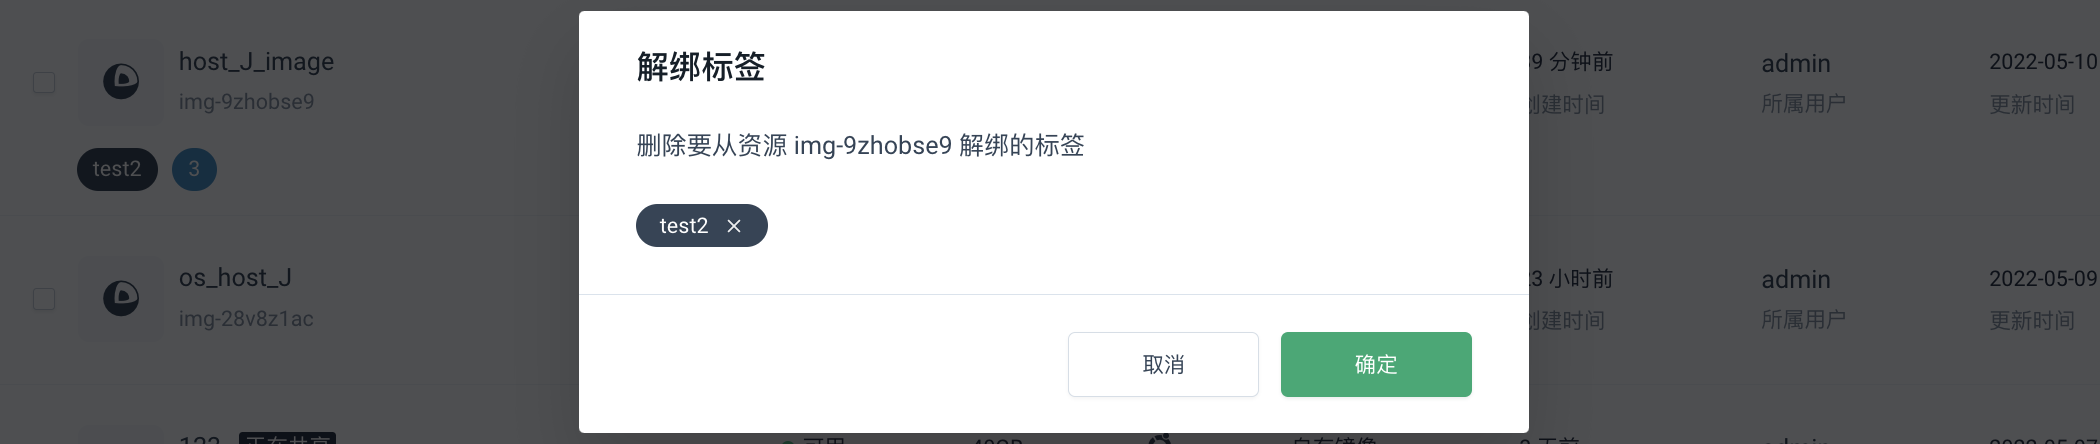 host_J_image
img-9zhobse9
test2 3
解绑标签
删除要从资源 img-9zhobse9 解绑的标签
test2
取消 确定
9 分钟前
创建时间
admin
所属用户
2022-05-10
更新时间
os_host_J
img-28v8z1ac
23 小时前
创建时间
admin
所属用户
2022-05-09
更新时间